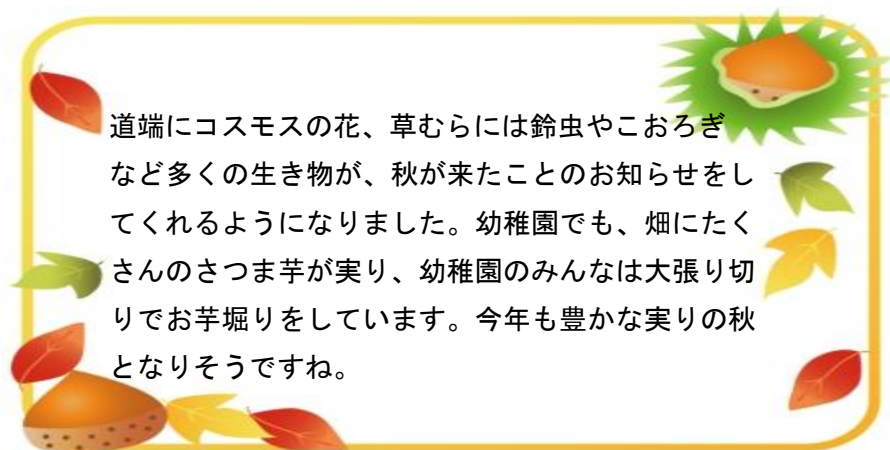 道端にコスモスの花、草むらには鈴虫やこおろぎ
など多くの生き物が、秋が来たことのお知らせをし
てくれるようになりました。幼稚園でも、畑にたく
さんのさつま芋が実り、幼稚園のみんなは大張り切
りでお芋堀りをしています。今年も豊かな実りの秋
となりそうですね。